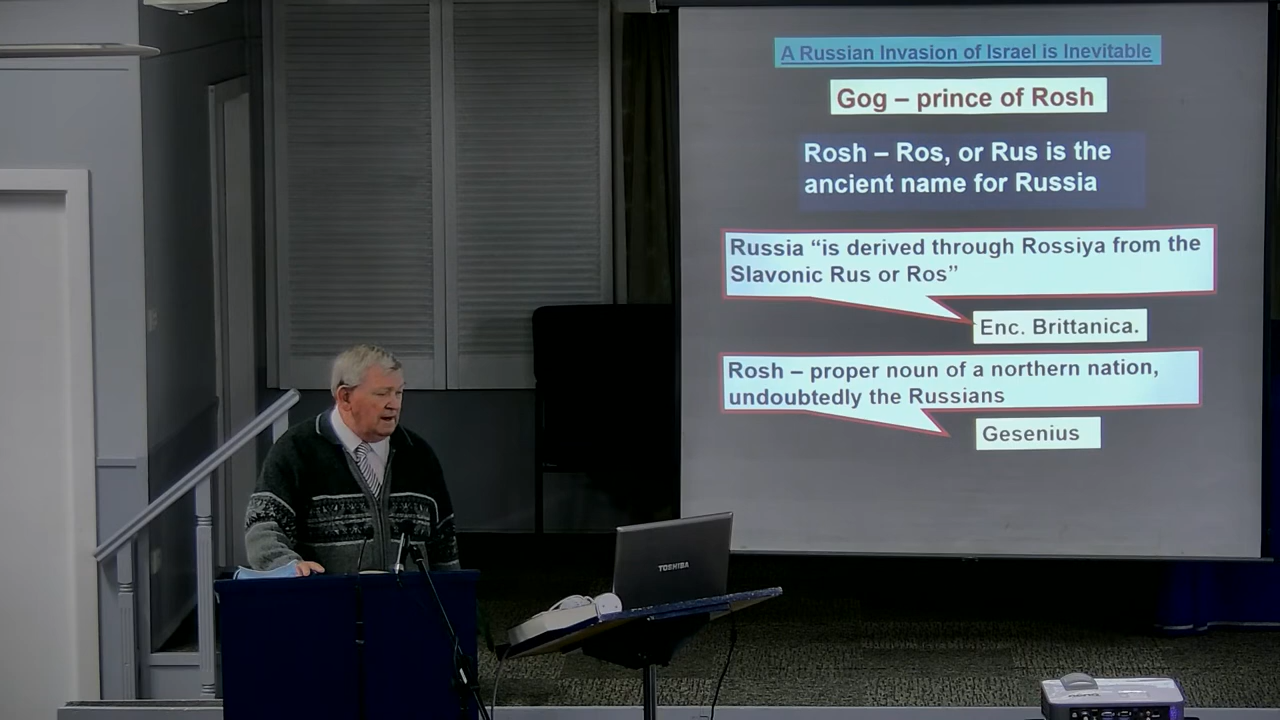 A Russian Invasion of Israel is Inevitable
Gog – prince of Rosh
Rosh – Ros, or Rus is the
ancient name for Russia
Russia “is derived through Rossiya from the
Slavonic Rus or Ros”
Enc. Brittanica.
Rosh – proper noun of a northern nation,
undoubtedly the Russians
Gesenius
TOSHIBA